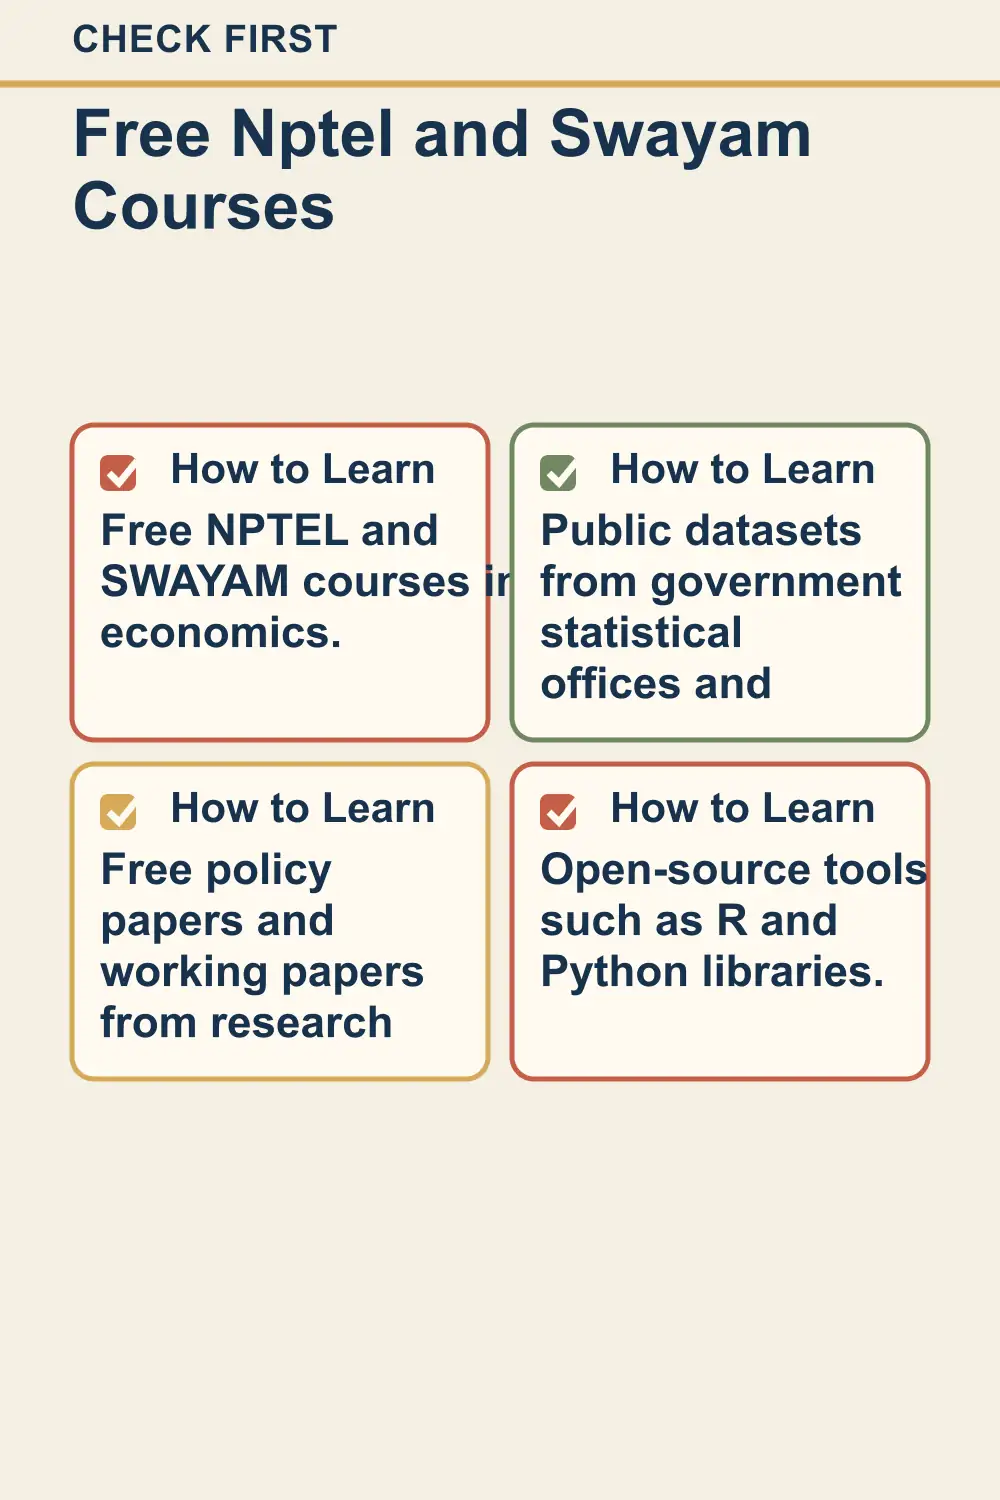 CHECK FIRST
Free Nptel and Swayam
Courses
How to Learn
Free NPTEL and
SWAYAM courses in
economics.
How to Learn
Public datasets
from government
statistical
offices and
How to Learn
Free policy
papers and
working papers
from research
How to Learn
Open-source tools
such as R and
Python libraries.